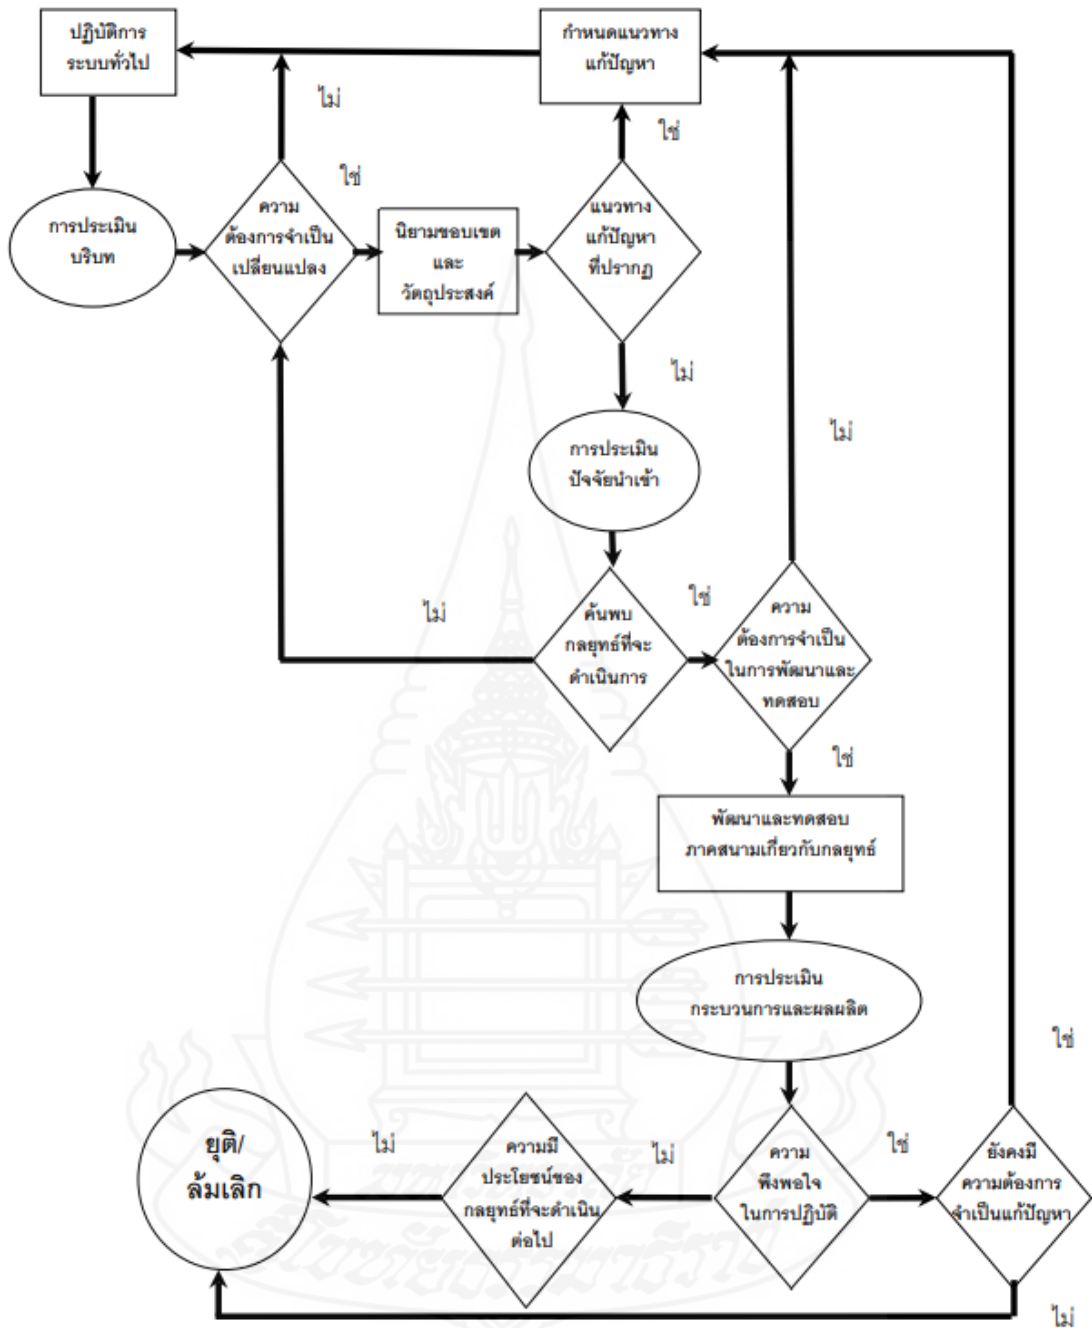 ปฏิบัติการ
ระบบทั่วไป
กำหนดแนวทาง
แก้ปัญหา
ไม่
ใช่
ใช่
การประเมิน
บริบท
ความ
ต้องการจำเป็น
เปลี่ยนแปลง
นิยามขอบเขต
และ
วัตถุประสงค์
แนวทาง
แก้ปัญหา
ที่ปรากฏ
ไม่
ไม่
การประเมิน
ปัจจัยนำเข้า
ไม่
ใช่
ค้นพบ
กลยุทธ์ที่จะ
ดำเนินการ
ความ
ต้องการจำเป็น
ในการพัฒนาและ
ทดสอบ
ใช่
พัฒนาและทดสอบ
ภาคสนามเกี่ยวกับกลยุทธ์
การประเมิน
กระบวนการและผลผลิต
ใช่
ยุติ/
ล้มเลิก
ไม่
ความมี
ประโยชน์ของ
กลยุทธ์ที่จะดำเนิน
ต่อไป
ไม่
ความ
พึงพอใจ
ในการปฏิบัติ
ใช่
ยังคงมี
ความต้องการ
จำเป็นแก้ปัญหา
ไม่